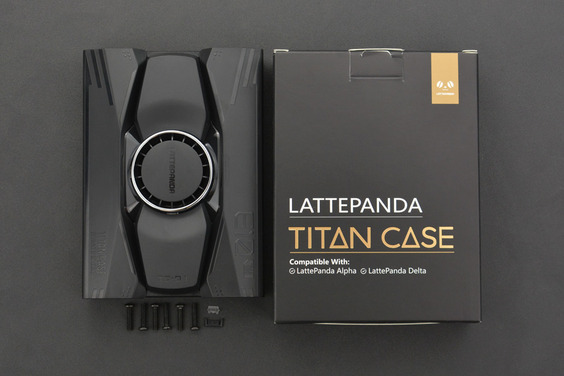 LATTEPANDA
TITAN CASE
Compatible With:
LattePanda Alpha LattePanda Delta